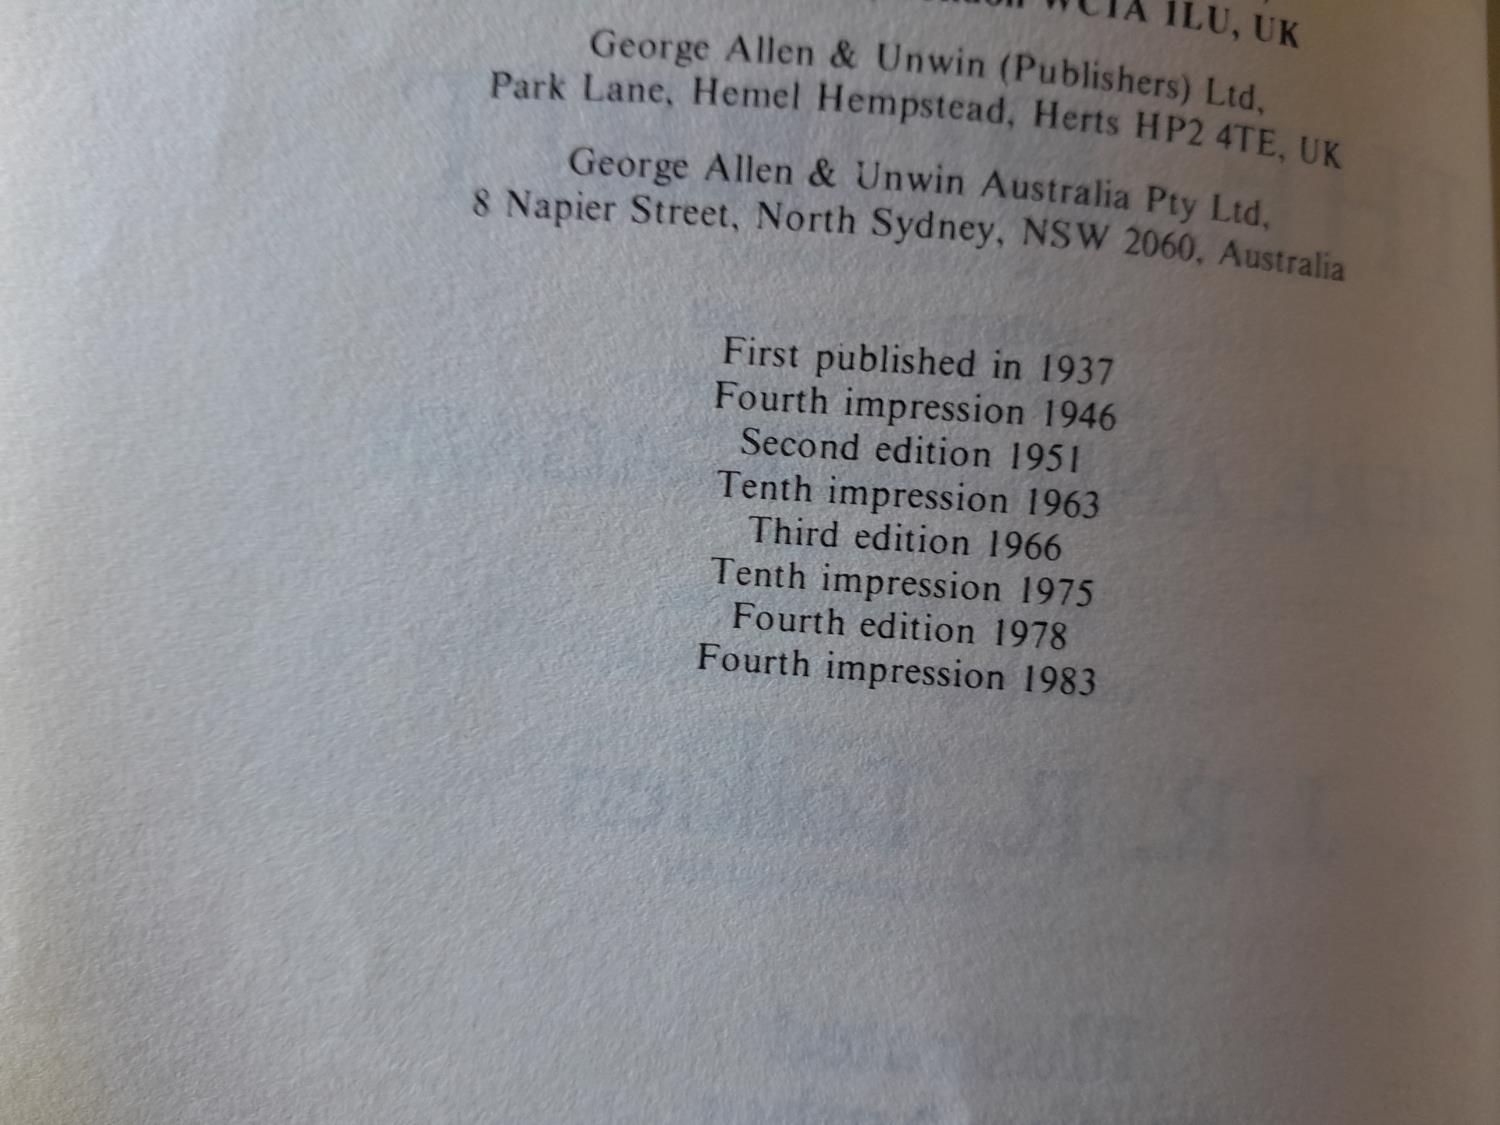 WC1A 1LU, UK
George Allen & Unwin (Publishers) Ltd,
Park Lane, Hemel Hempstead, Herts HP2 4TE, UK
George Allen & Unwin Australia Pty Ltd,
8 Napier Street, North Sydney, NSW 2060, Australia
First published in 1937
Fourth impression 1946
Second edition 1951
Tenth impression 1963
Third edition 1966
Tenth impression 1975
Fourth edition 1978
Fourth impression 1983